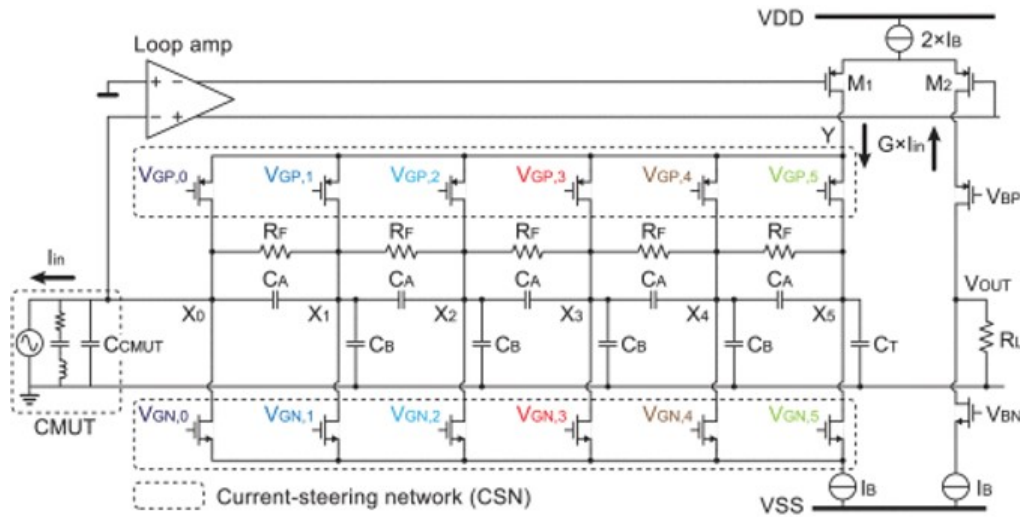 VDD
2×IB
Loop amp
+ −
− +
M1 M2
Y
G×Iin
VGP,0 VGP,1 VGP,2 VGP,3 VGP,4 VGP,5
VBP
RF RF RF RF RF
Iin
CA CA CA CA CA
VOUT
X0 X1 X2 X3 X4 X5
CCMUT CB CB CB CB CT RL
VGN,0 VGN,1 VGN,2 VGN,3 VGN,4 VGN,5
VBN
CMUT
IB IB
Current-steering network (CSN)
VSS